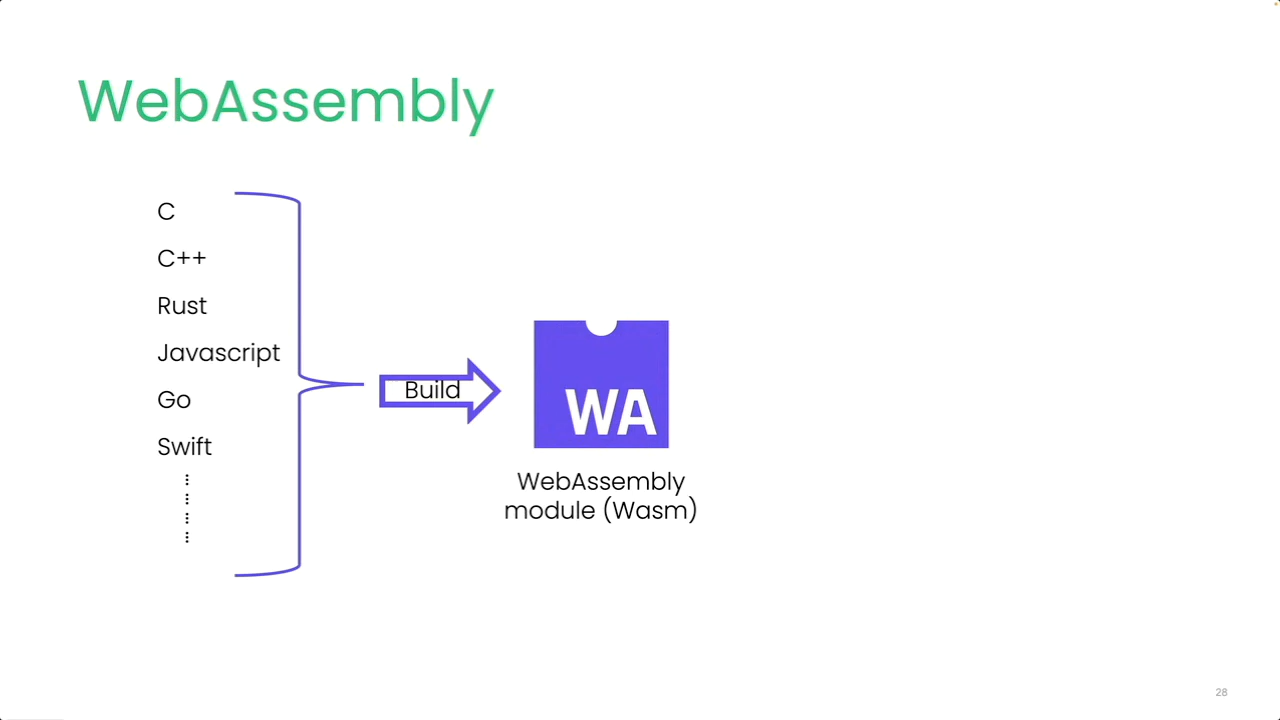 WebAssembly
C
C++
Rust
Javascript
Go
Swift
Build
WA
WebAssembly
module (Wasm)
28